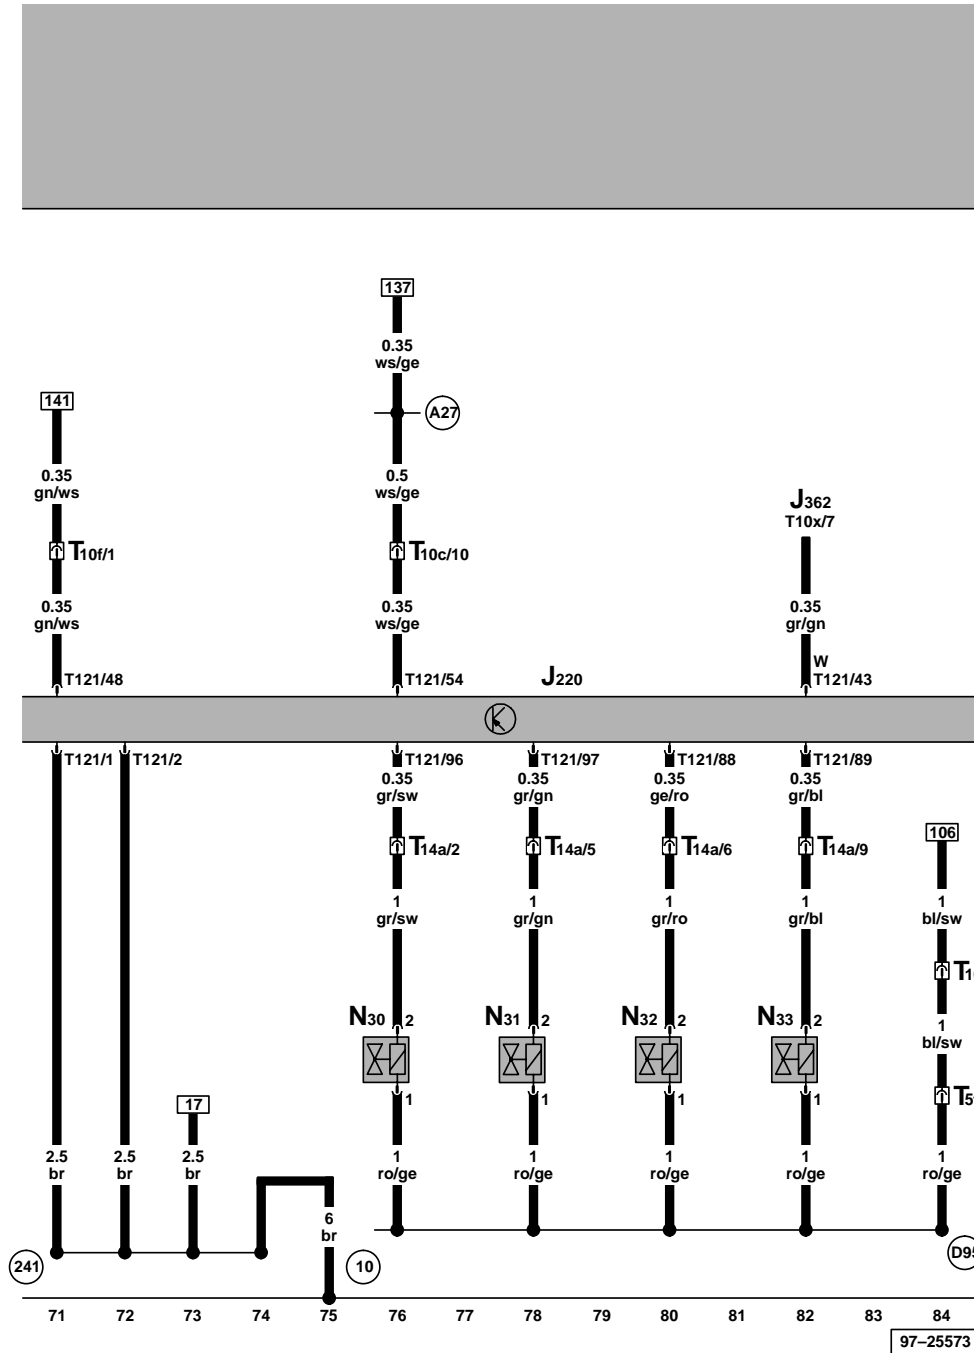 137
0.35
ws/ge
A27
141
0.35
gn/ws
0.5
ws/ge
J362
T10x/7
T10f/1
T10c/10
0.35
gn/ws
0.35
ws/ge
0.35
gr/gn
W
T121/48
T121/54
J220
T121/43
T121/1
T121/2
T121/96
T121/97
T121/88
T121/89
0.35
gr/sw
0.35
gr/gn
0.35
ge/ro
0.35
gr/bl
106
T14a/2
T14a/5
T14a/6
T14a/9
1
gr/sw
1
gr/gn
1
gr/ro
1
gr/bl
1
bl/sw
N30 2
N31 2
N32 2
N33 2
1
bl/sw
17
1
1
1
1
2.5
br
2.5
br
2.5
br
1
ro/ge
1
ro/ge
1
ro/ge
1
ro/ge
1
ro/ge
6
br
241
10
71 72 73 74 75 76 77 78 79 80 81 82 83 84
97–25573